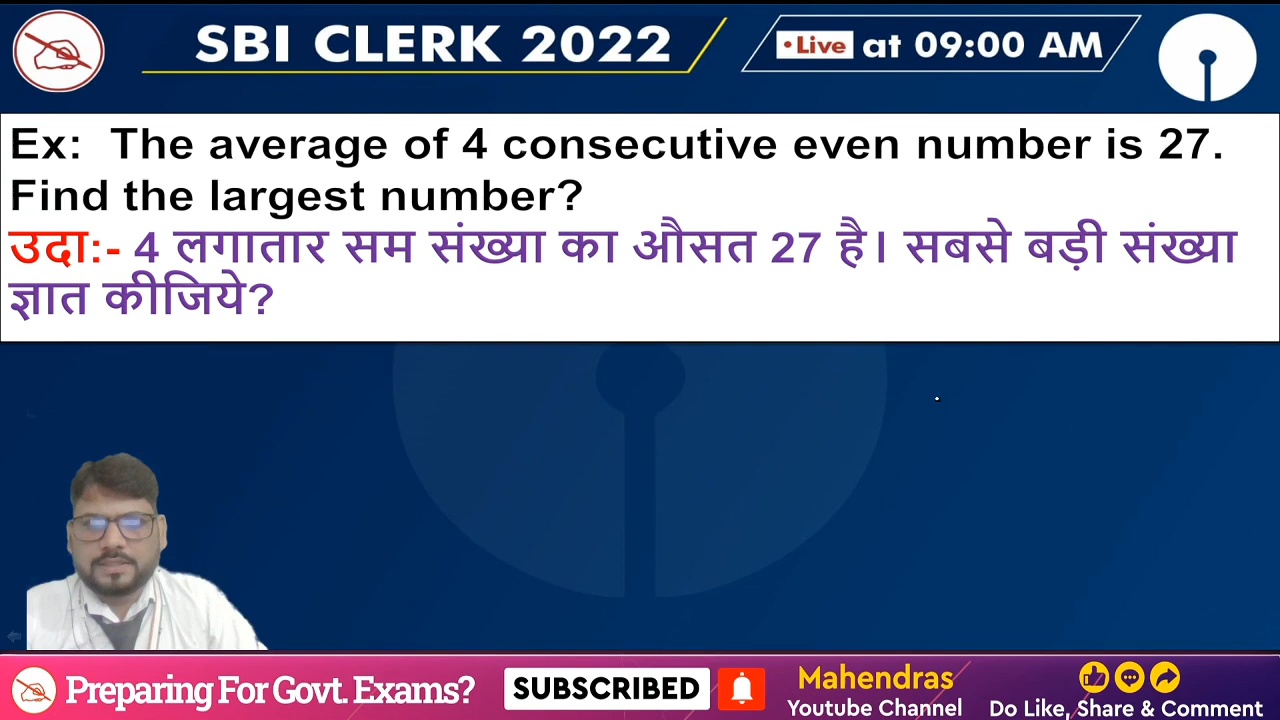 SBI CLERK 2022
• Live at 09:00 AM
Ex: The average of 4 consecutive even number is 27.
Find the largest number?
उदा:- 4 लगातार सम संख्या का औसत 27 है। सबसे बड़ी संख्या
ज्ञात कीजिये?
Preparing For Govt. Exams?
SUBSCRIBED
Mahendras
Youtube Channel
Do Like, Share & Comment